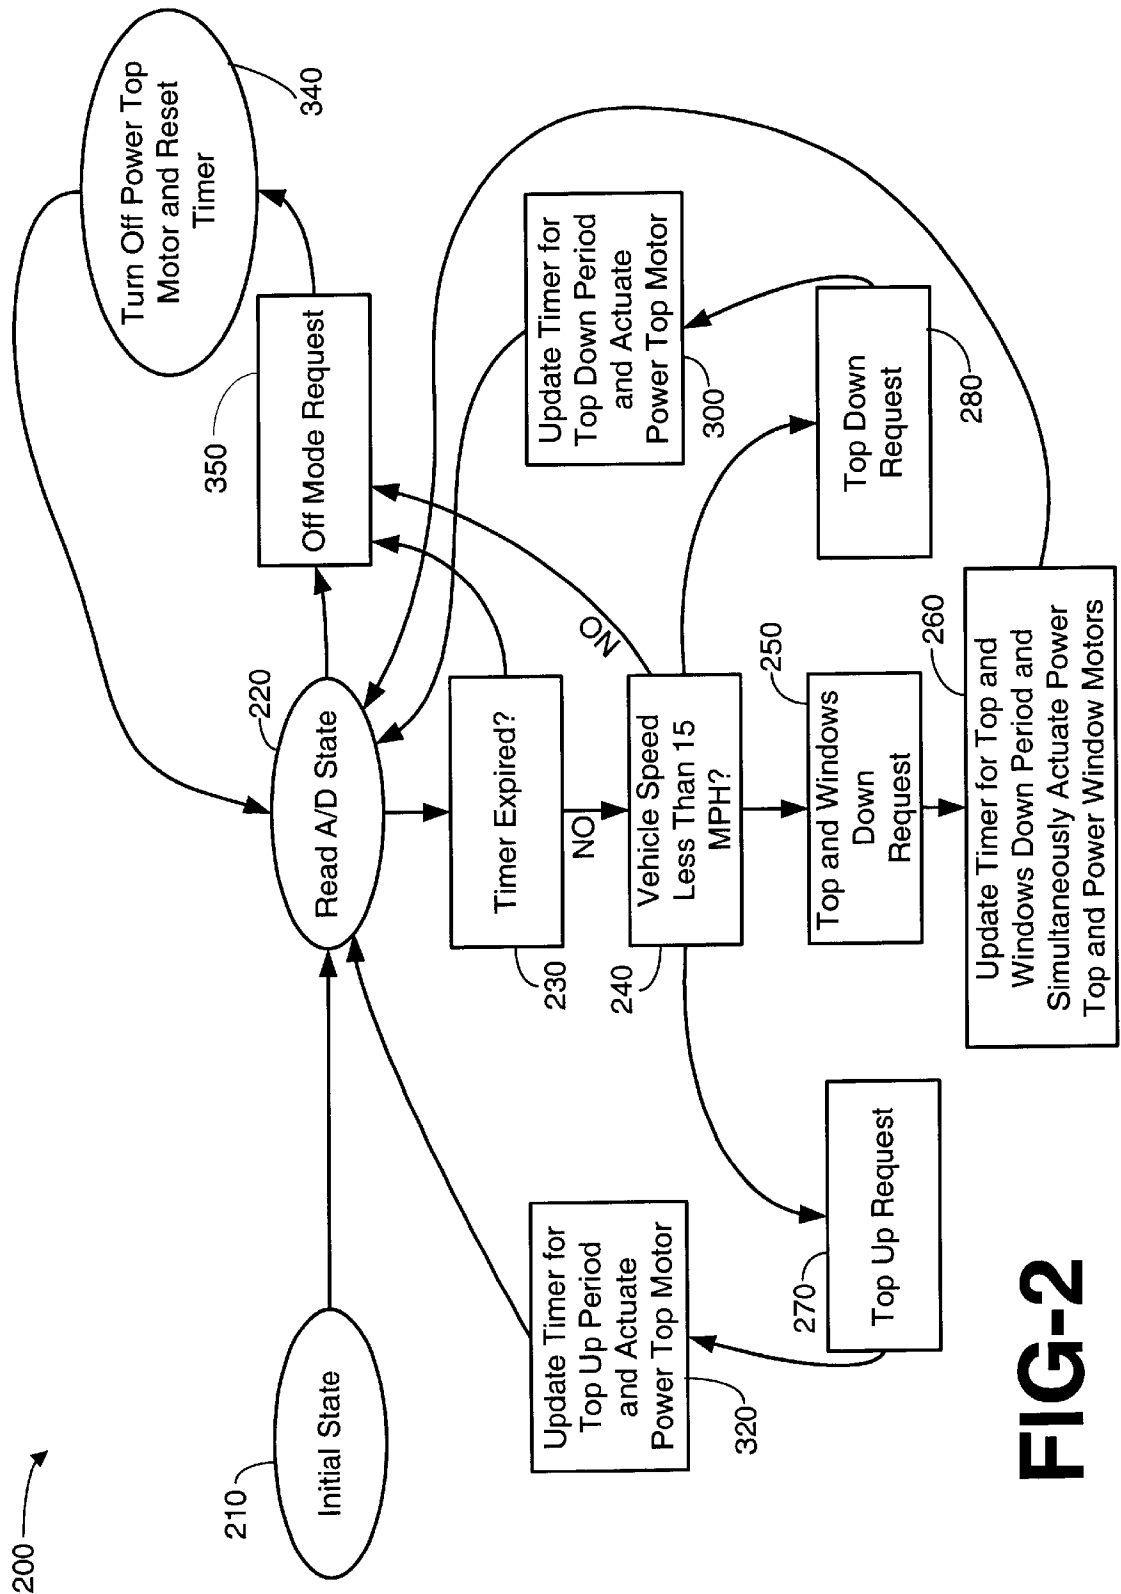 200
210
Initial State
220
Read A/D State
350
Off Mode Request
340
Turn Off Power Top
Motor and Reset
Timer
230
Timer Expired?
NO
NO
240
Vehicle Speed
Less Than 15
MPH?
320
Update Timer for
Top Up Period
and Actuate
Power Top Motor
300
Update Timer for
Top Down Period
and Actuate
Power Top Motor
270
Top Up Request
250
Top and Windows
Down
Request
280
Top Down
Request
260
Update Timer for Top and
Windows Down Period and
Simultaneously Actuate Power
Top and Power Window Motors
FIG-2